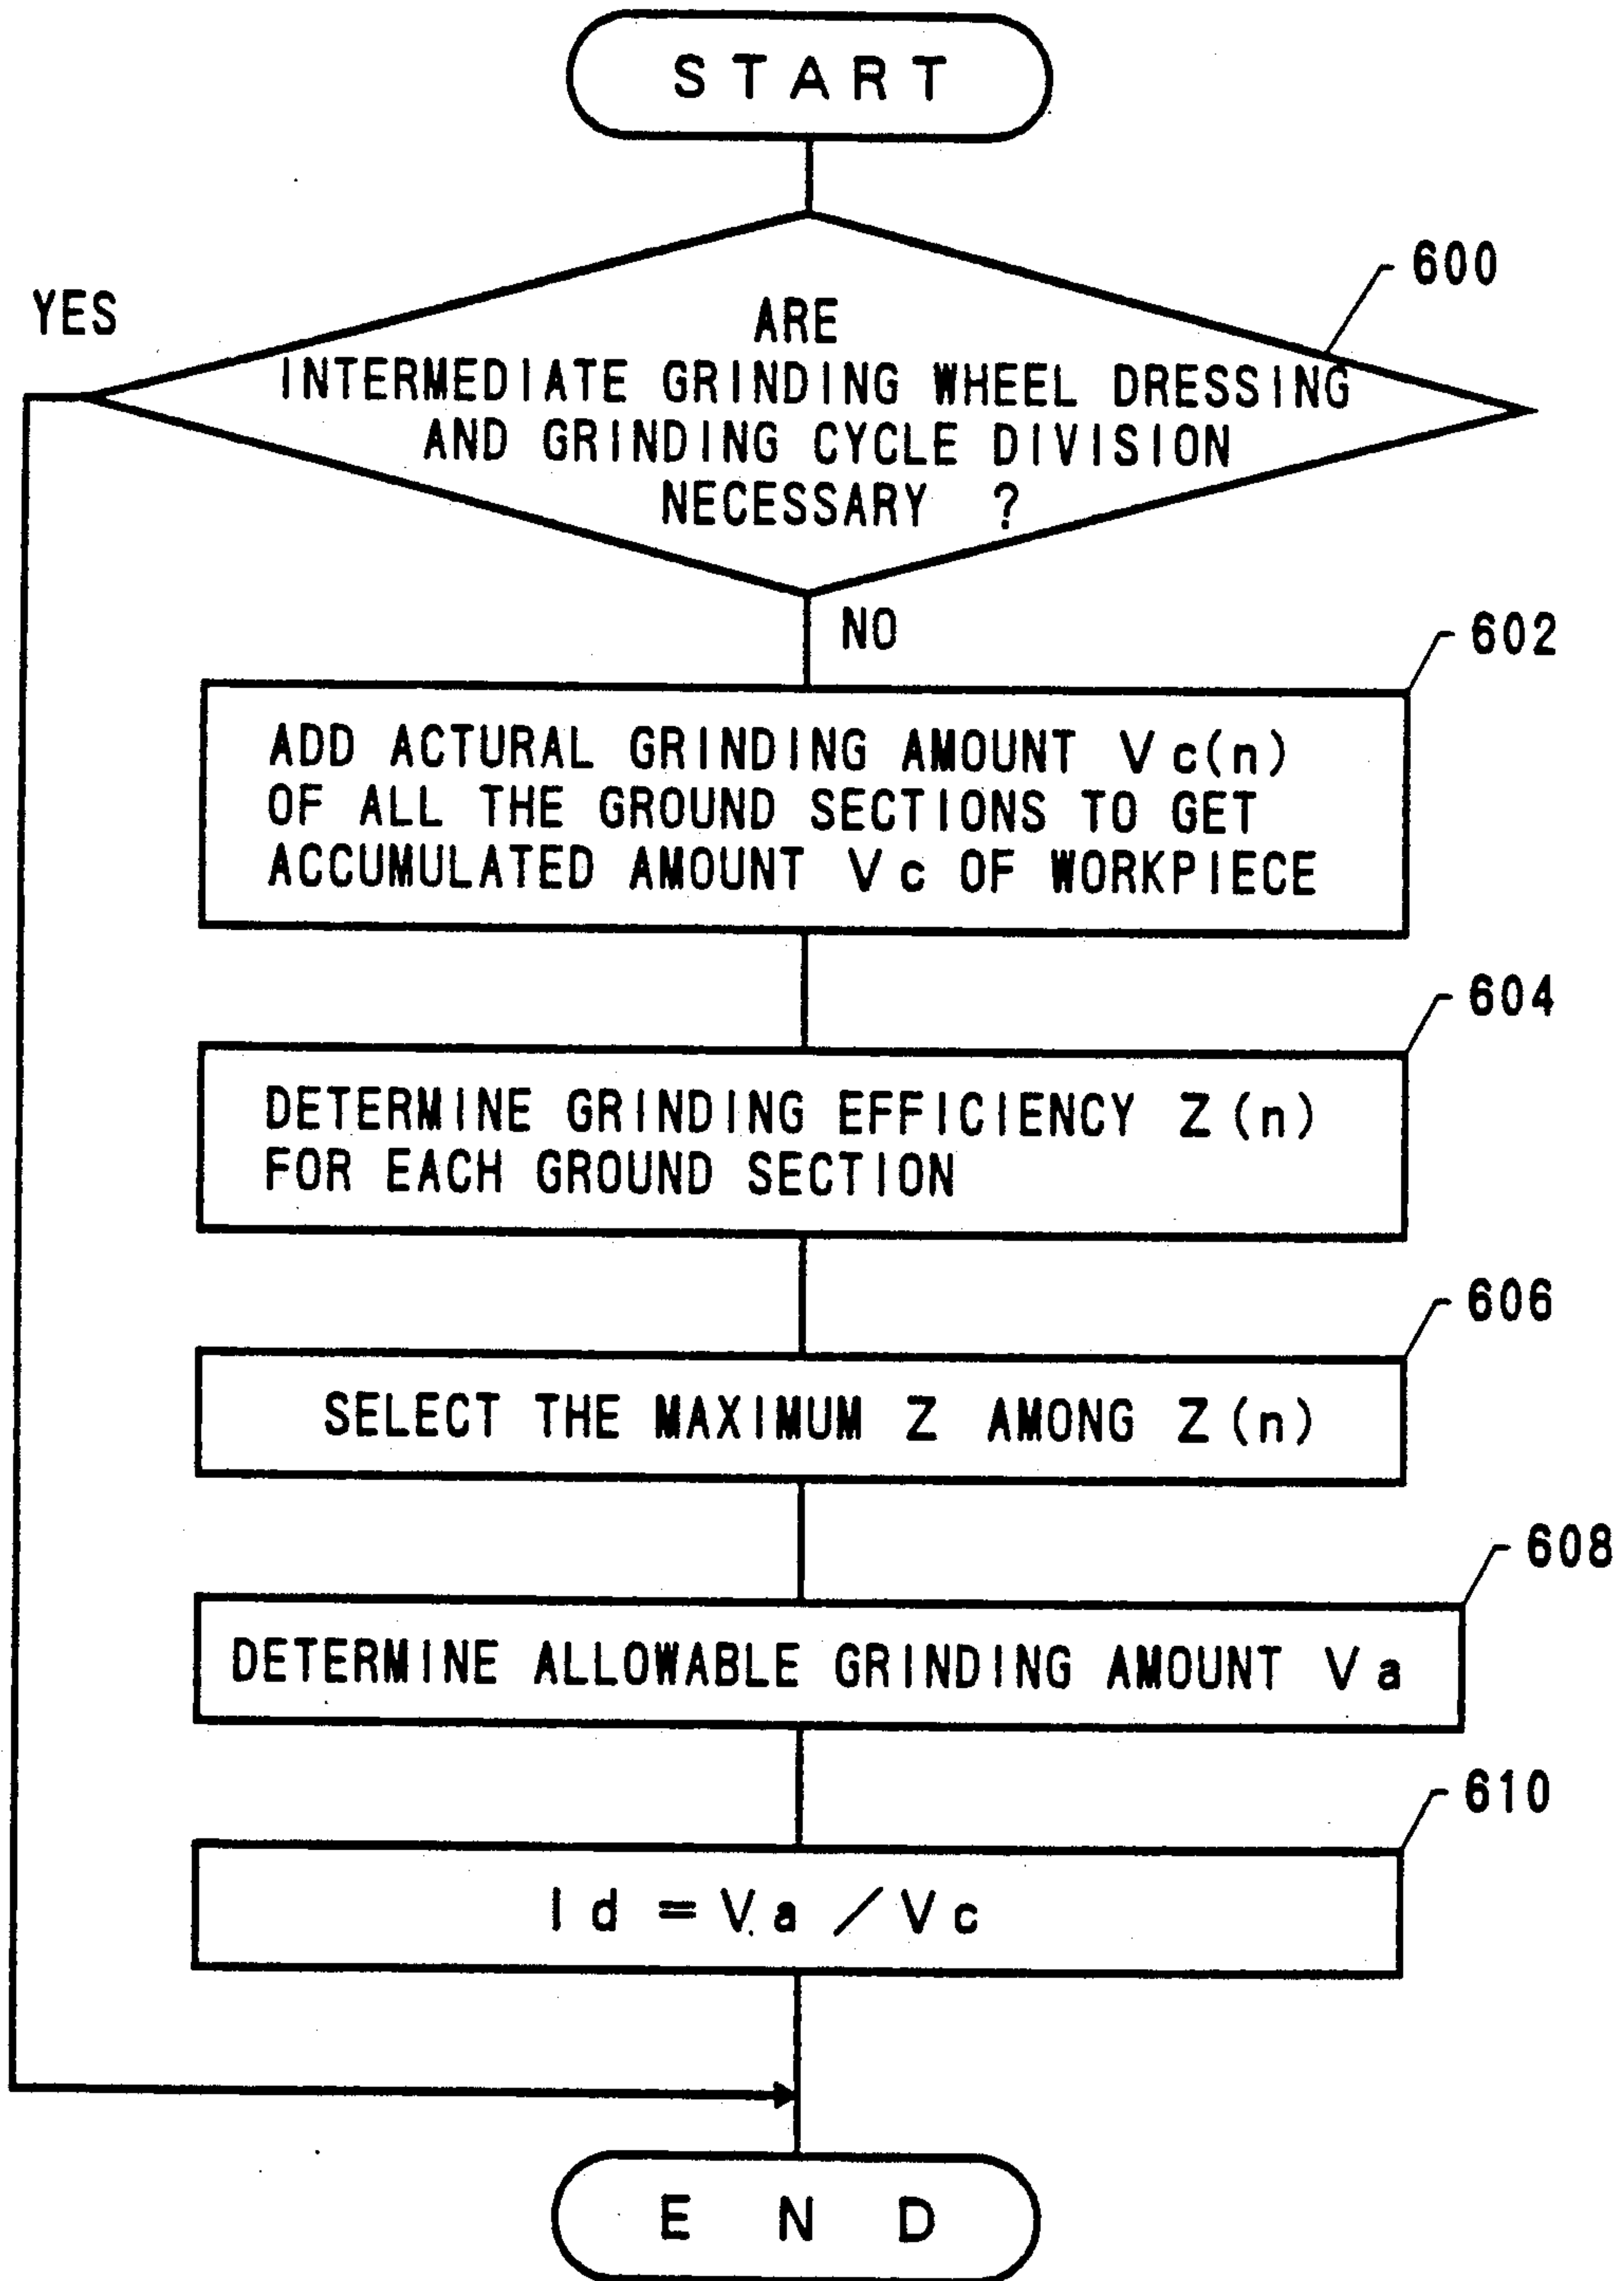 START
YES
600
ARE
INTERMEDIATE GRINDING WHEEL DRESSING
AND GRINDING CYCLE DIVISION
NECESSARY ?
NO
602
ADD ACTURAL GRINDING AMOUNT Vc(n)
OF ALL THE GROUND SECTIONS TO GET
ACCUMULATED AMOUNT Vc OF WORKPIECE
604
DETERMINE GRINDING EFFICIENCY Z(n)
FOR EACH GROUND SECTION
606
SELECT THE MAXIMUM Z AMONG Z(n)
608
DETERMINE ALLOWABLE GRINDING AMOUNT Va
610
Id = Va / Vc
END